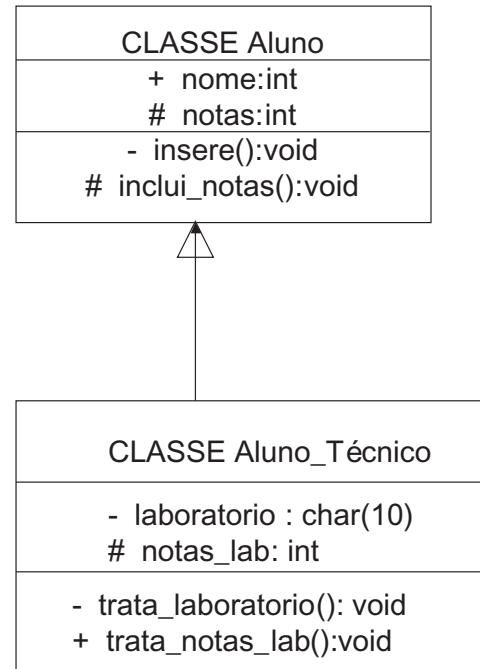 CLASSE Aluno
+ nome:int
# notas:int
- insere():void
# inclui_notas():void
CLASSE Aluno_Técnico
- laboratorio : char(10)
# notas_lab: int
- trata_laboratorio(): void
+ trata_notas_lab():void